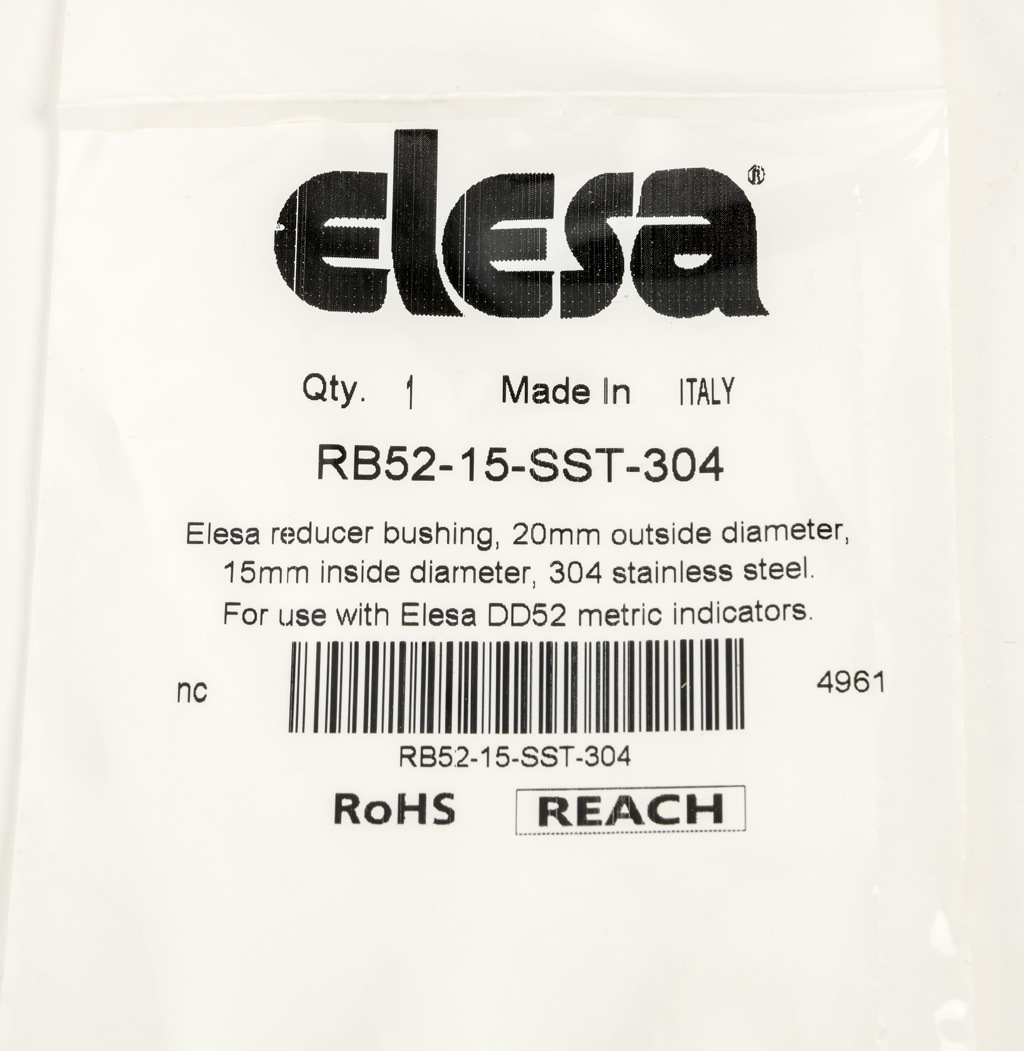 elesa®
Qty. 1 Made In ITALY
RB52-15-SST-304
Elesa reducer bushing, 20mm outside diameter,
15mm inside diameter, 304 stainless steel.
For use with Elesa DD52 metric indicators.
nc 4961
RB52-15-SST-304
RoHS REACH